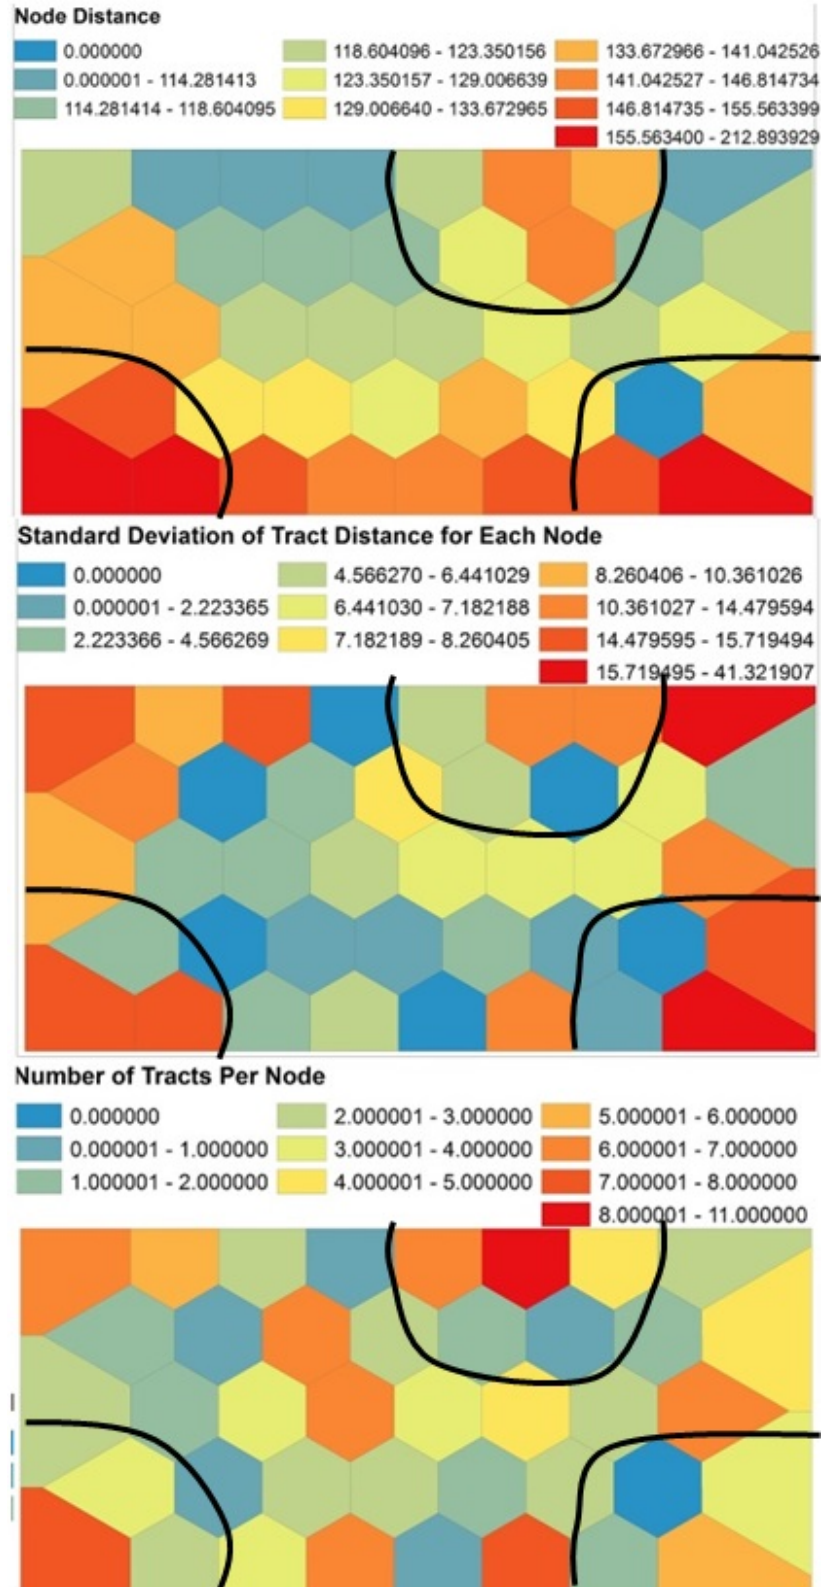 Node Distance
0.000000 118.604096 - 123.350156 133.672966 - 141.042526
0.000001 - 114.281413 123.350157 - 129.006639 141.042527 - 146.814734
114.281414 - 118.604095 129.006640 - 133.672965 146.814735 - 155.563399
155.563400 - 212.893929
Standard Deviation of Tract Distance for Each Node
0.000000 4.566270 - 6.441029 8.260406 - 10.361026
0.000001 - 2.223365 6.441030 - 7.182188 10.361027 - 14.479594
2.223366 - 4.566269 7.182189 - 8.260405 14.479595 - 15.719494
15.719495 - 41.321907
Number of Tracts Per Node
0.000000 2.000001 - 3.000000 5.000001 - 6.000000
0.000001 - 1.000000 3.000001 - 4.000000 6.000001 - 7.000000
1.000001 - 2.000000 4.000001 - 5.000000 7.000001 - 8.000000
8.000001 - 11.000000